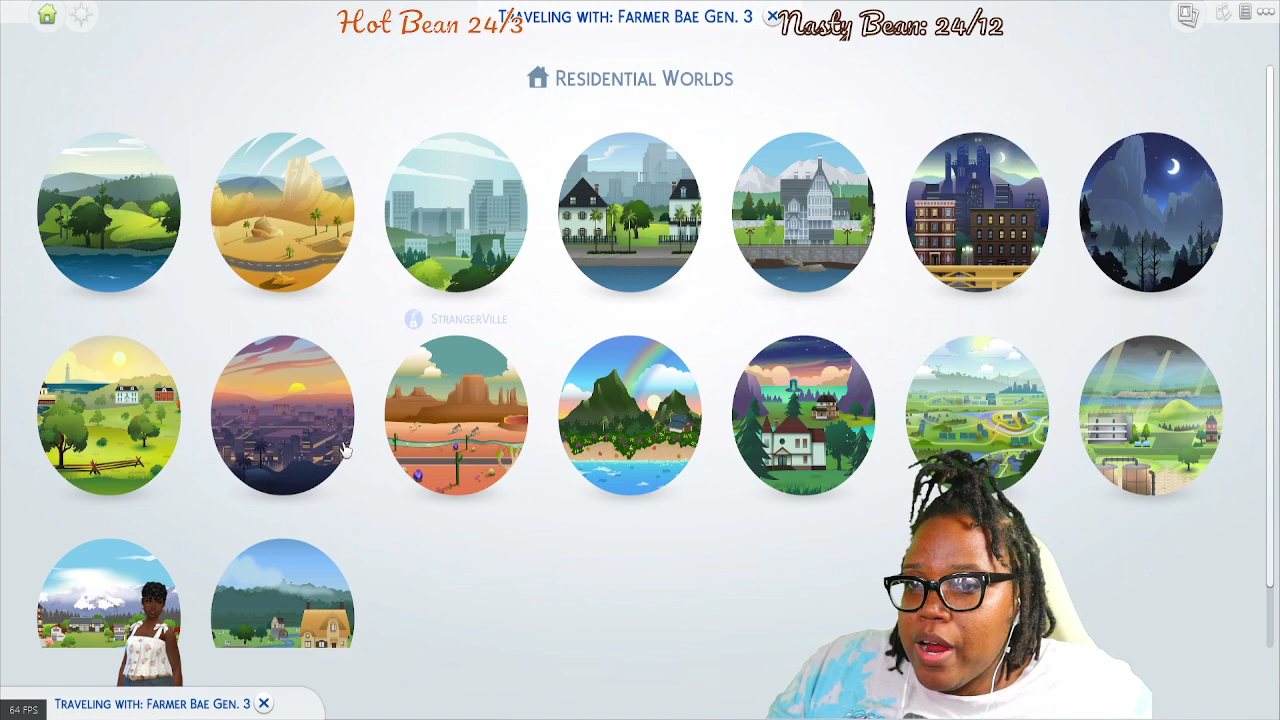 Hot Bean 24/3
TRAVELING WITH: FARMER BAE GEN. 3
Nasty Bean: 24/12
RESIDENTIAL WORLDS
STRANGERVILLE
TRAVELING WITH: FARMER BAE GEN. 3
64 FPS